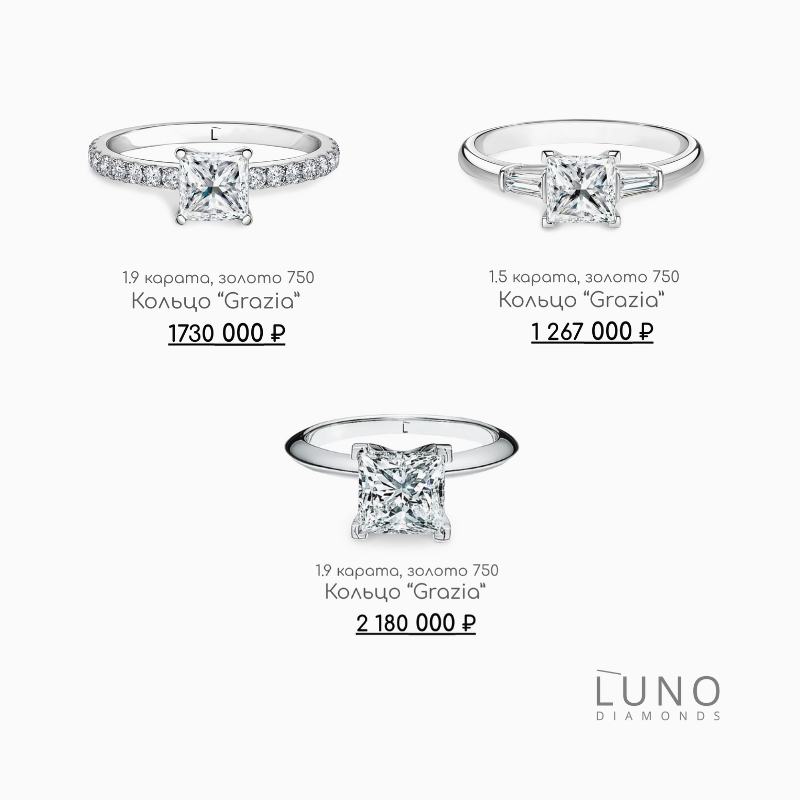 L
1.9 карата, золото 750
Кольцо “Grazia”
1730 000 ₽
1.5 карата, золото 750
Кольцо “Grazia”
1 267 000 ₽
L
1.9 карата, золото 750
Кольцо “Grazia”
2 180 000 ₽
LUNO
DIAMONDS